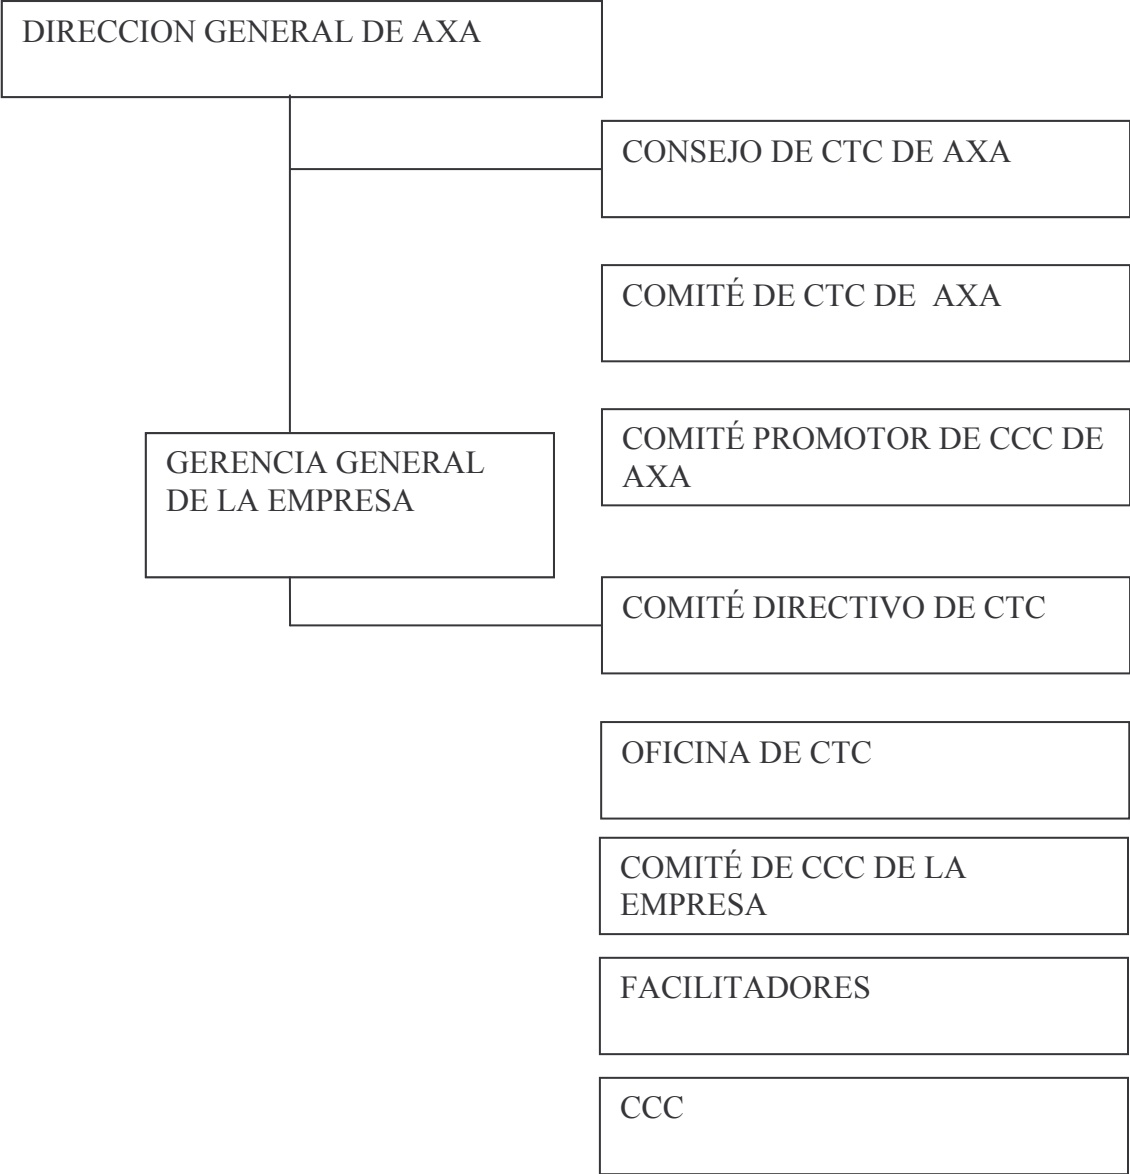 DIRECCION GENERAL DE AXA
CONSEJO DE CTC DE AXA
COMITÉ DE CTC DE  AXA
COMITÉ PROMOTOR DE CCC DE
AXA
GERENCIA GENERAL
DE LA EMPRESA
COMITÉ DIRECTIVO DE CTC
OFICINA DE CTC
COMITÉ DE CCC DE LA
EMPRESA
FACILITADORES
CCC